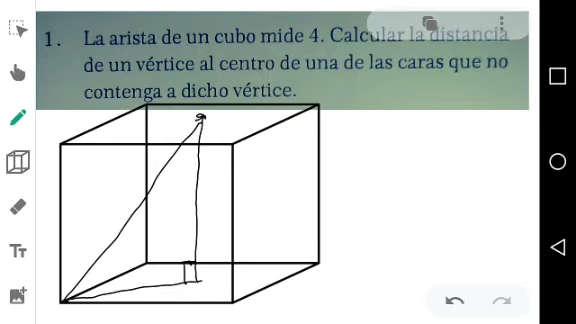 1. La arista de un cubo mide 4. Calcular la distancia
de un vértice al centro de una de las caras que no
contenga a dicho vértice.
Tт